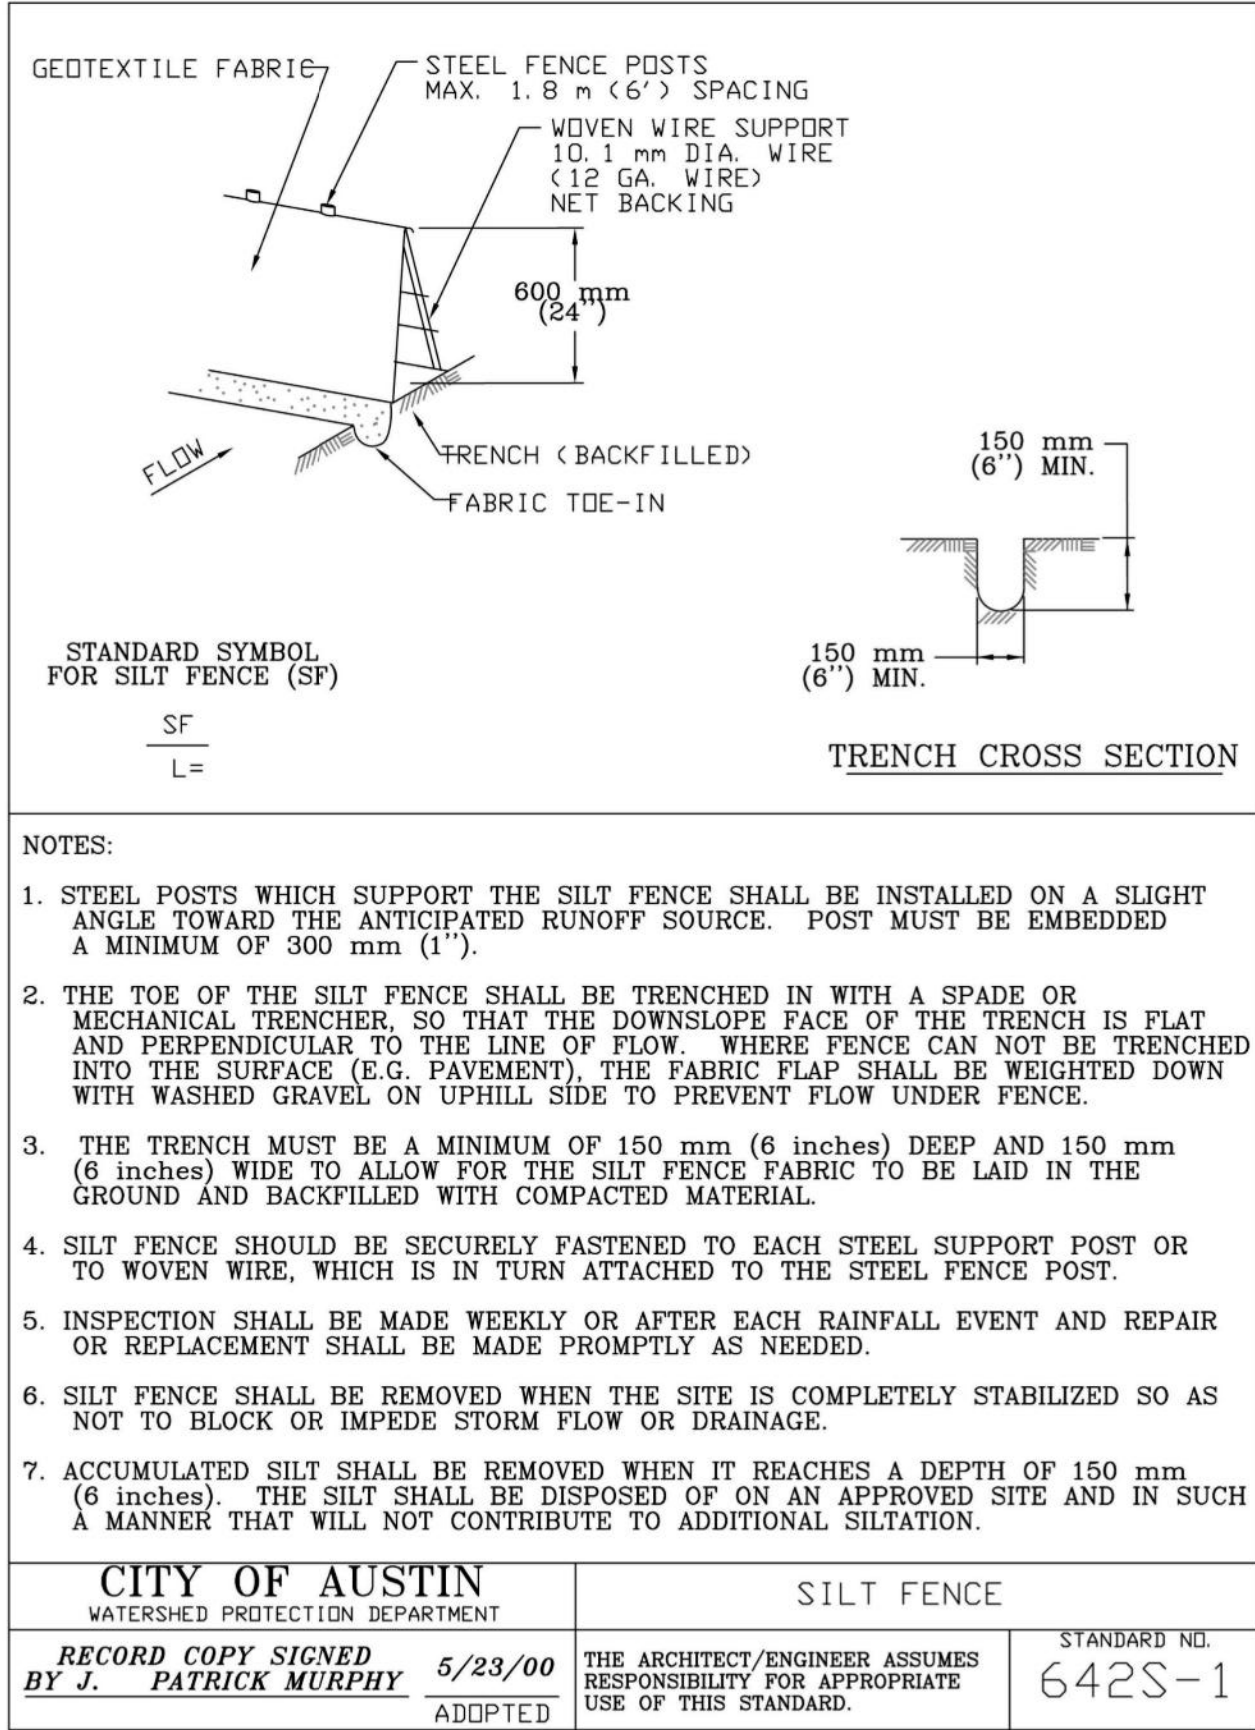 GEOTEXTILE FABRIC
STEEL FENCE POSTS
MAX. 1.8 m (6') SPACING
WOVEN WIRE SUPPORT
10.1 mm DIA. WIRE
(12 GA. WIRE)
NET BACKING
600 mm
(24")
FLOW
TRENCH (BACKFILLED)
FABRIC TOE-IN
150 mm
(6'') MIN.
150 mm
(6'') MIN.
STANDARD SYMBOL
FOR SILT FENCE (SF)
SF
L=
TRENCH CROSS SECTION
NOTES:
1. STEEL POSTS WHICH SUPPORT THE SILT FENCE SHALL BE INSTALLED ON A SLIGHT
ANGLE TOWARD THE ANTICIPATED RUNOFF SOURCE. POST MUST BE EMBEDDED
A MINIMUM OF 300 mm (1'').
2. THE TOE OF THE SILT FENCE SHALL BE TRENCHED IN WITH A SPADE OR
MECHANICAL TRENCHER, SO THAT THE DOWNSLOPE FACE OF THE TRENCH IS FLAT
AND PERPENDICULAR TO THE LINE OF FLOW. WHERE FENCE CAN NOT BE TRENCHED
INTO THE SURFACE (E.G. PAVEMENT), THE FABRIC FLAP SHALL BE WEIGHTED DOWN
WITH WASHED GRAVEL ON UPHILL SIDE TO PREVENT FLOW UNDER FENCE.
3. THE TRENCH MUST BE A MINIMUM OF 150 mm (6 inches) DEEP AND 150 mm
(6 inches) WIDE TO ALLOW FOR THE SILT FENCE FABRIC TO BE LAID IN THE
GROUND AND BACKFILLED WITH COMPACTED MATERIAL.
4. SILT FENCE SHOULD BE SECURELY FASTENED TO EACH STEEL SUPPORT POST OR
TO WOVEN WIRE, WHICH IS IN TURN ATTACHED TO THE STEEL FENCE POST.
5. INSPECTION SHALL BE MADE WEEKLY OR AFTER EACH RAINFALL EVENT AND REPAIR
OR REPLACEMENT SHALL BE MADE PROMPTLY AS NEEDED.
6. SILT FENCE SHALL BE REMOVED WHEN THE SITE IS COMPLETELY STABILIZED SO AS
NOT TO BLOCK OR IMPEDE STORM FLOW OR DRAINAGE.
7. ACCUMULATED SILT SHALL BE REMOVED WHEN IT REACHES A DEPTH OF 150 mm
(6 inches). THE SILT SHALL BE DISPOSED OF ON AN APPROVED SITE AND IN SUCH
A MANNER THAT WILL NOT CONTRIBUTE TO ADDITIONAL SILTATION.
CITY OF AUSTIN
WATERSHED PROTECTION DEPARTMENT
SILT FENCE
RECORD COPY SIGNED
BY J. PATRICK MURPHY
5/23/00
ADOPTED
THE ARCHITECT/ENGINEER ASSUMES
RESPONSIBILITY FOR APPROPRIATE
USE OF THIS STANDARD.
STANDARD NO.
642S-1